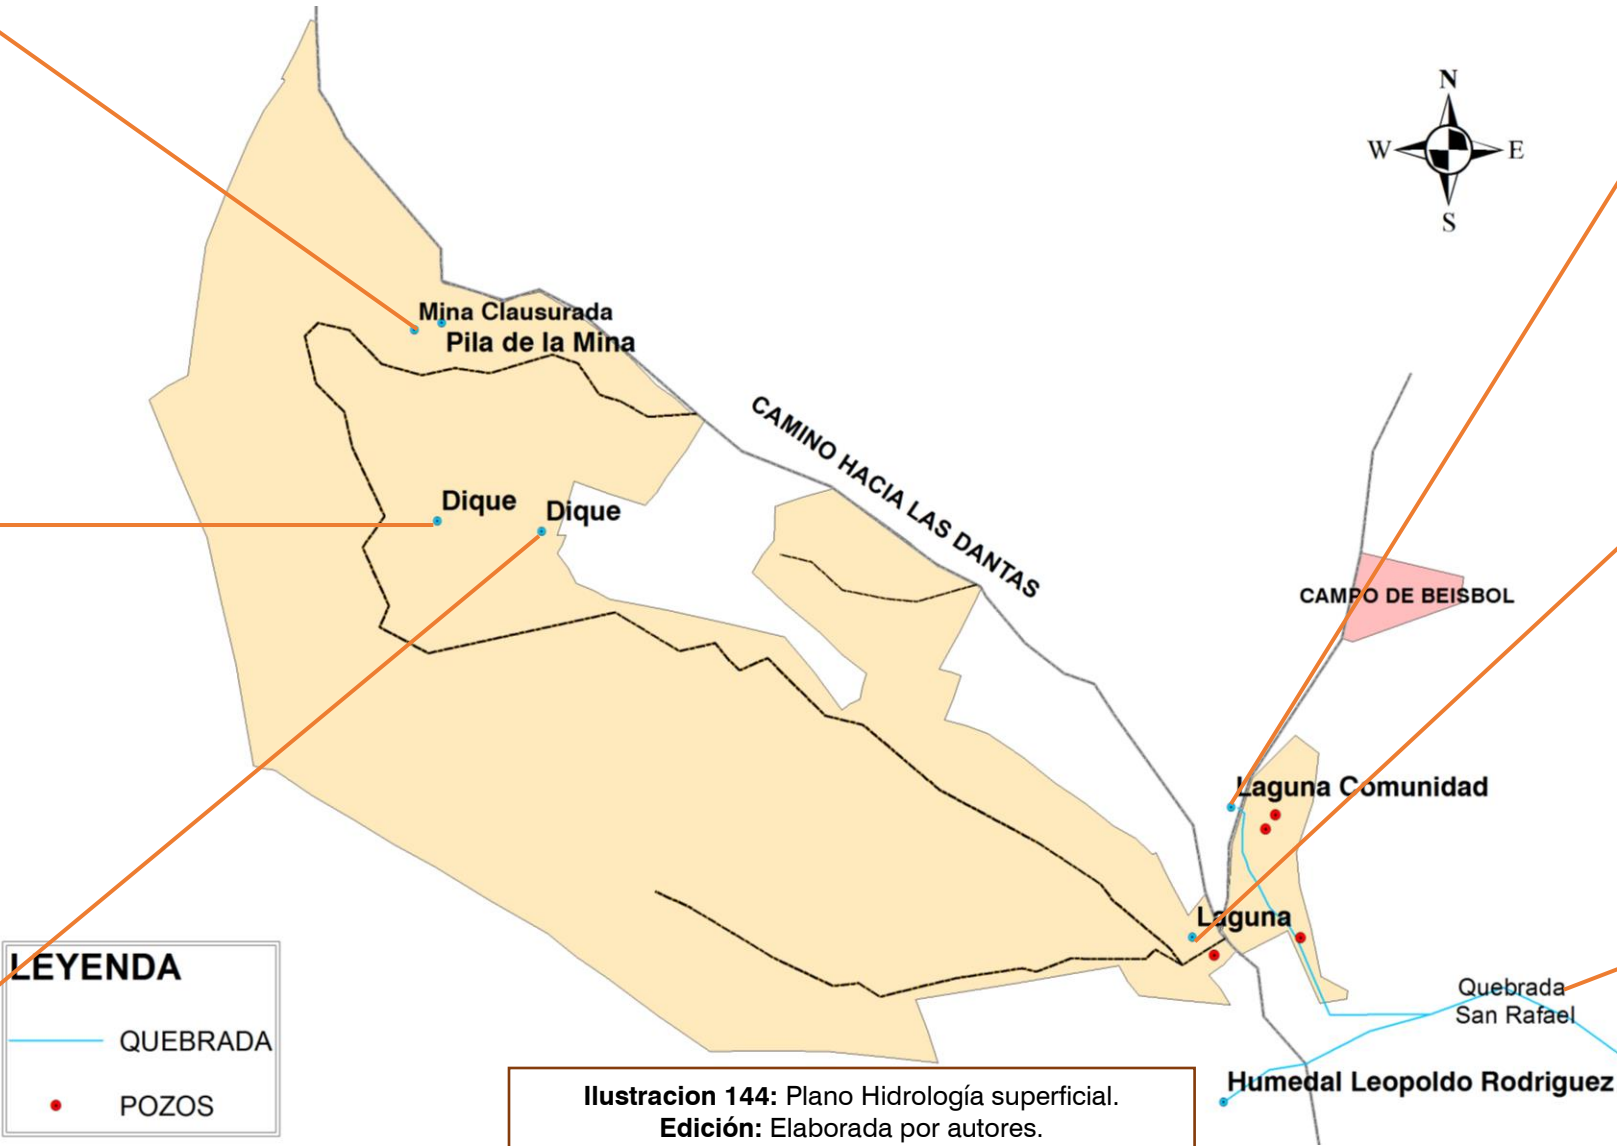 N
W E
S
Mina Clausurada
Pila de la Mina
CAMINO HACIA LAS DANTAS
Dique
Dique
CAMPO DE BEISBOL
Laguna Comunidad
Laguna
LEYENDA
QUEBRADA
POZOS
Quebrada
San Rafael
Humedal Leopoldo Rodriguez
Ilustracion 144: Plano Hidrología superficial.
Edición: Elaborada por autores.